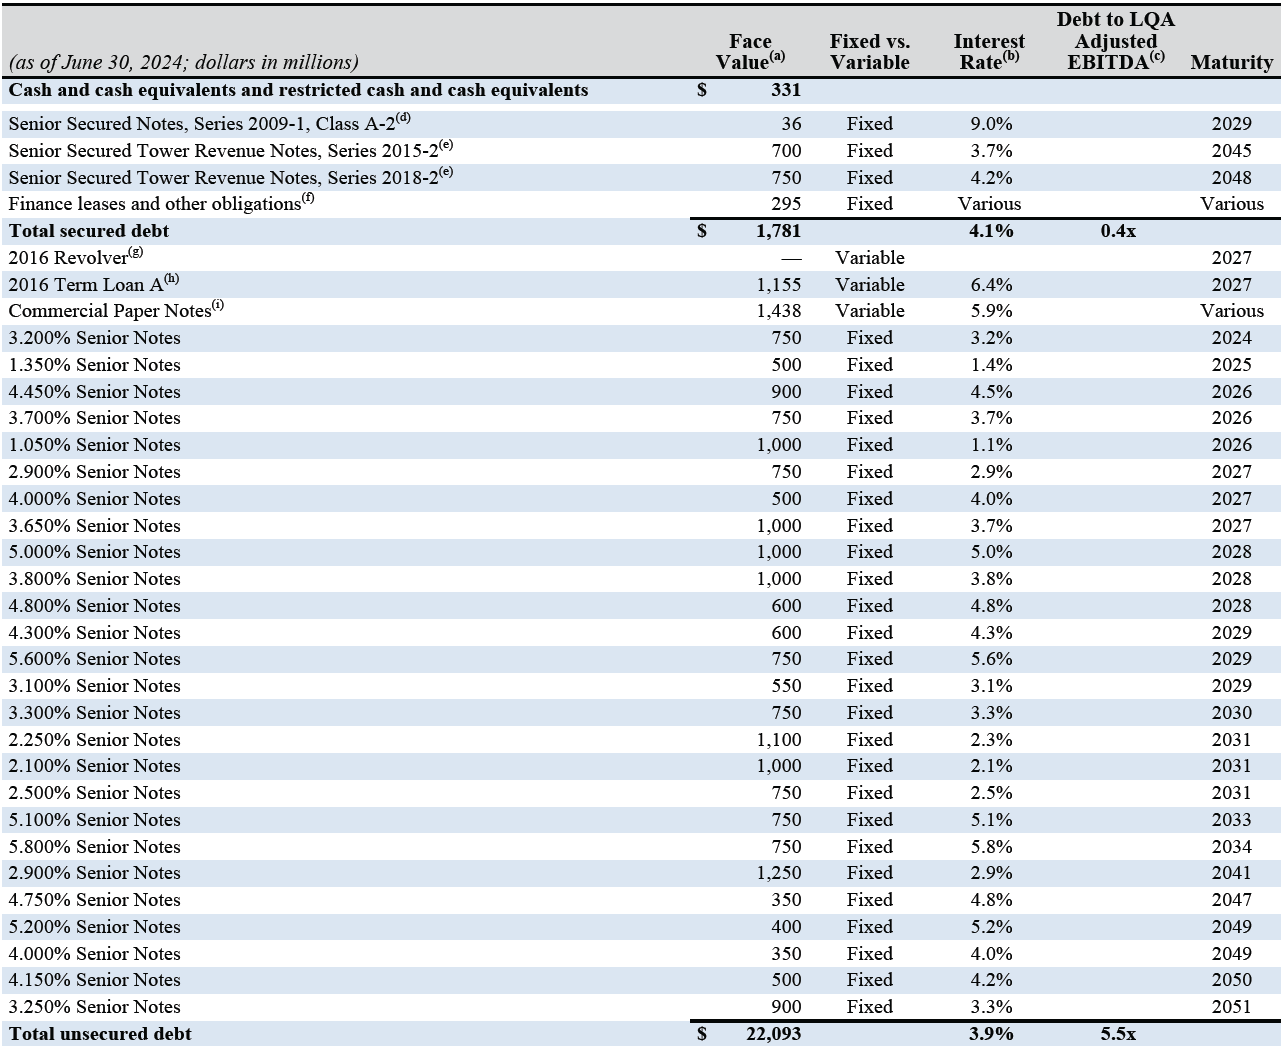 (as of June 30, 2024; dollars in millions) Face Value(a) Fixed vs. Variable Interest Rate(b) Debt to LQA Adjusted EBITDA(c) Maturity
Cash and cash equivalents and restricted cash and cash equivalents $ 331
Senior Secured Notes, Series 2009-1, Class A-2(d) 36 Fixed 9.0% 2029
Senior Secured Tower Revenue Notes, Series 2015-2(e) 700 Fixed 3.7% 2045
Senior Secured Tower Revenue Notes, Series 2018-2(e) 750 Fixed 4.2% 2048
Finance leases and other obligations(f) 295 Fixed Various Various
Total secured debt $ 1,781 4.1% 0.4x
2016 Revolver(g) — Variable 2027
2016 Term Loan A(h) 1,155 Variable 6.4% 2027
Commercial Paper Notes(i) 1,438 Variable 5.9% Various
3.200% Senior Notes 750 Fixed 3.2% 2024
1.350% Senior Notes 500 Fixed 1.4% 2025
4.450% Senior Notes 900 Fixed 4.5% 2026
3.700% Senior Notes 750 Fixed 3.7% 2026
1.050% Senior Notes 1,000 Fixed 1.1% 2026
2.900% Senior Notes 750 Fixed 2.9% 2027
4.000% Senior Notes 500 Fixed 4.0% 2027
3.650% Senior Notes 1,000 Fixed 3.7% 2027
5.000% Senior Notes 1,000 Fixed 5.0% 2028
3.800% Senior Notes 1,000 Fixed 3.8% 2028
4.800% Senior Notes 600 Fixed 4.8% 2028
4.300% Senior Notes 600 Fixed 4.3% 2029
5.600% Senior Notes 750 Fixed 5.6% 2029
3.100% Senior Notes 550 Fixed 3.1% 2029
3.300% Senior Notes 750 Fixed 3.3% 2030
2.250% Senior Notes 1,100 Fixed 2.3% 2031
2.100% Senior Notes 1,000 Fixed 2.1% 2031
2.500% Senior Notes 750 Fixed 2.5% 2031
5.100% Senior Notes 750 Fixed 5.1% 2033
5.800% Senior Notes 750 Fixed 5.8% 2034
2.900% Senior Notes 1,250 Fixed 2.9% 2041
4.750% Senior Notes 350 Fixed 4.8% 2047
5.200% Senior Notes 400 Fixed 5.2% 2049
4.000% Senior Notes 350 Fixed 4.0% 2049
4.150% Senior Notes 500 Fixed 4.2% 2050
3.250% Senior Notes 900 Fixed 3.3% 2051
Total unsecured debt $ 22,093 3.9% 5.5x